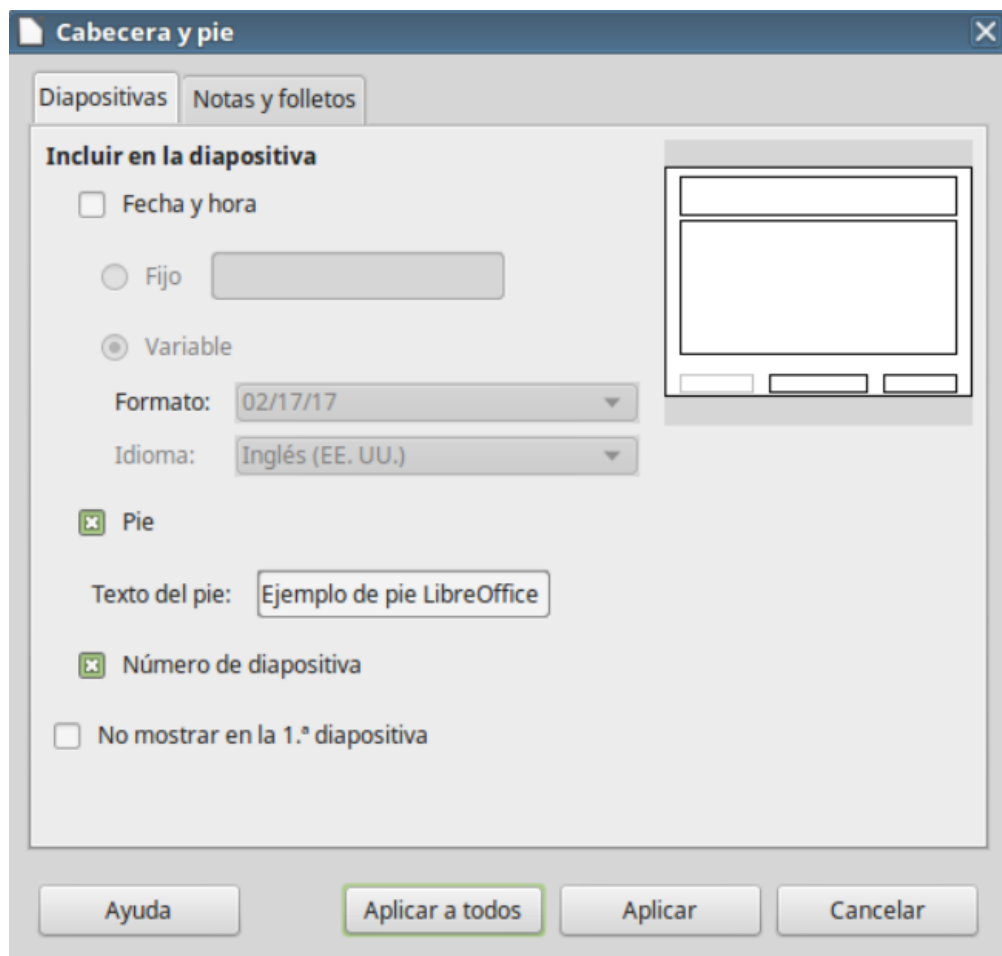 Cabecera y pie
Diapositivas Notas y folletos
Incluir en la diapositiva
Fecha y hora
Fijo
Variable
Formato: 02/17/17
Idioma: Inglés (EE. UU.)
Pie
Texto del pie: Ejemplo de pie LibreOffice
Número de diapositiva
No mostrar en la 1.ª diapositiva
Ayuda Aplicar a todos Aplicar Cancelar